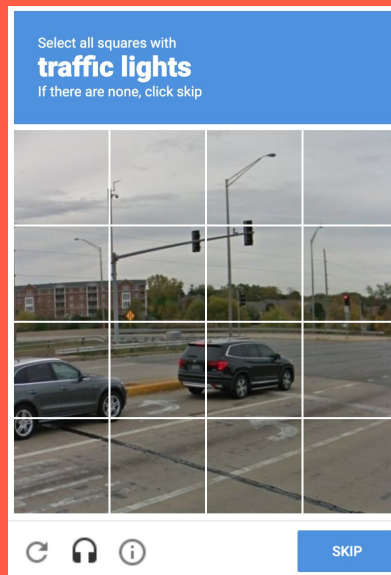 Select all squares with
traffic lights
If there are none, click skip
SKIP